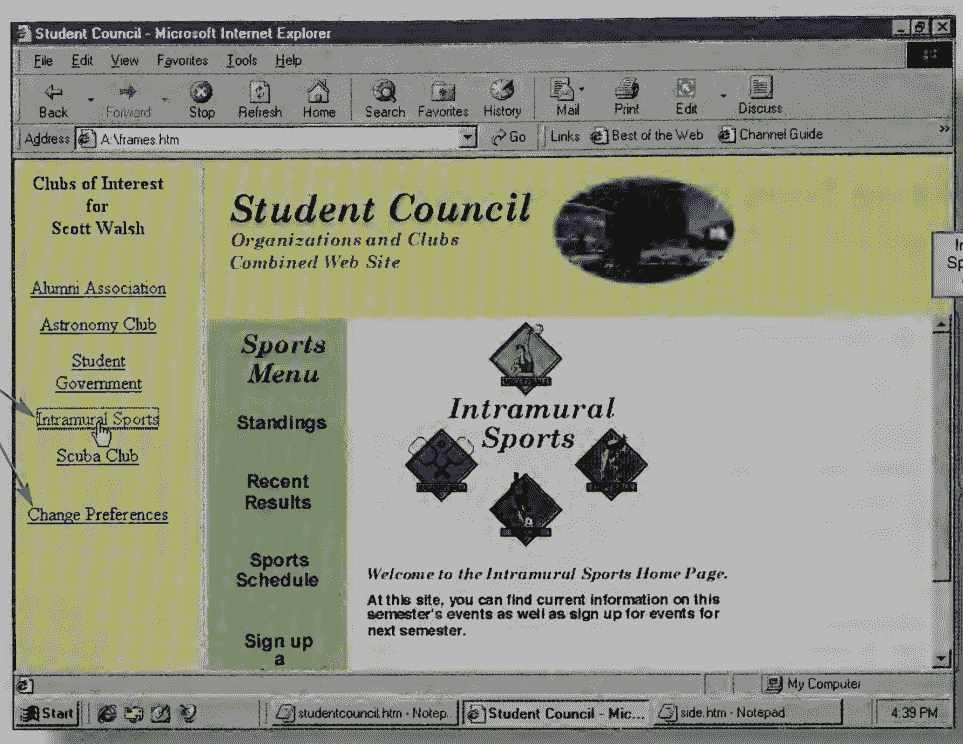 Student Council - Microsoft Internet Explorer
File Edit View Favorites Tools Help
Back Forward Stop Refresh Home Search Favorites History Mail Print Edit Discuss
Address A:\frames.htm Go Links Best of the Web Channel Guide »
Clubs of Interest
for
Scott Walsh
Alumni Association
Astronomy Club
Student
Government
Intramural Sports
Scuba Club
Change Preferences
Student Council
Organizations and Clubs
Combined Web Site
Sports
Menu
Standings
Recent
Results
Sports
Schedule
Sign up
a
Intramural
Sports
Welcome to the Intramural Sports Home Page.
At this site, you can find current information on this
semester's events as well as sign up for events for
next semester.
My Computer
Start studentcouncil.htm - Notep... Student Council - Mic... side.htm - Notepad 4:39 PM